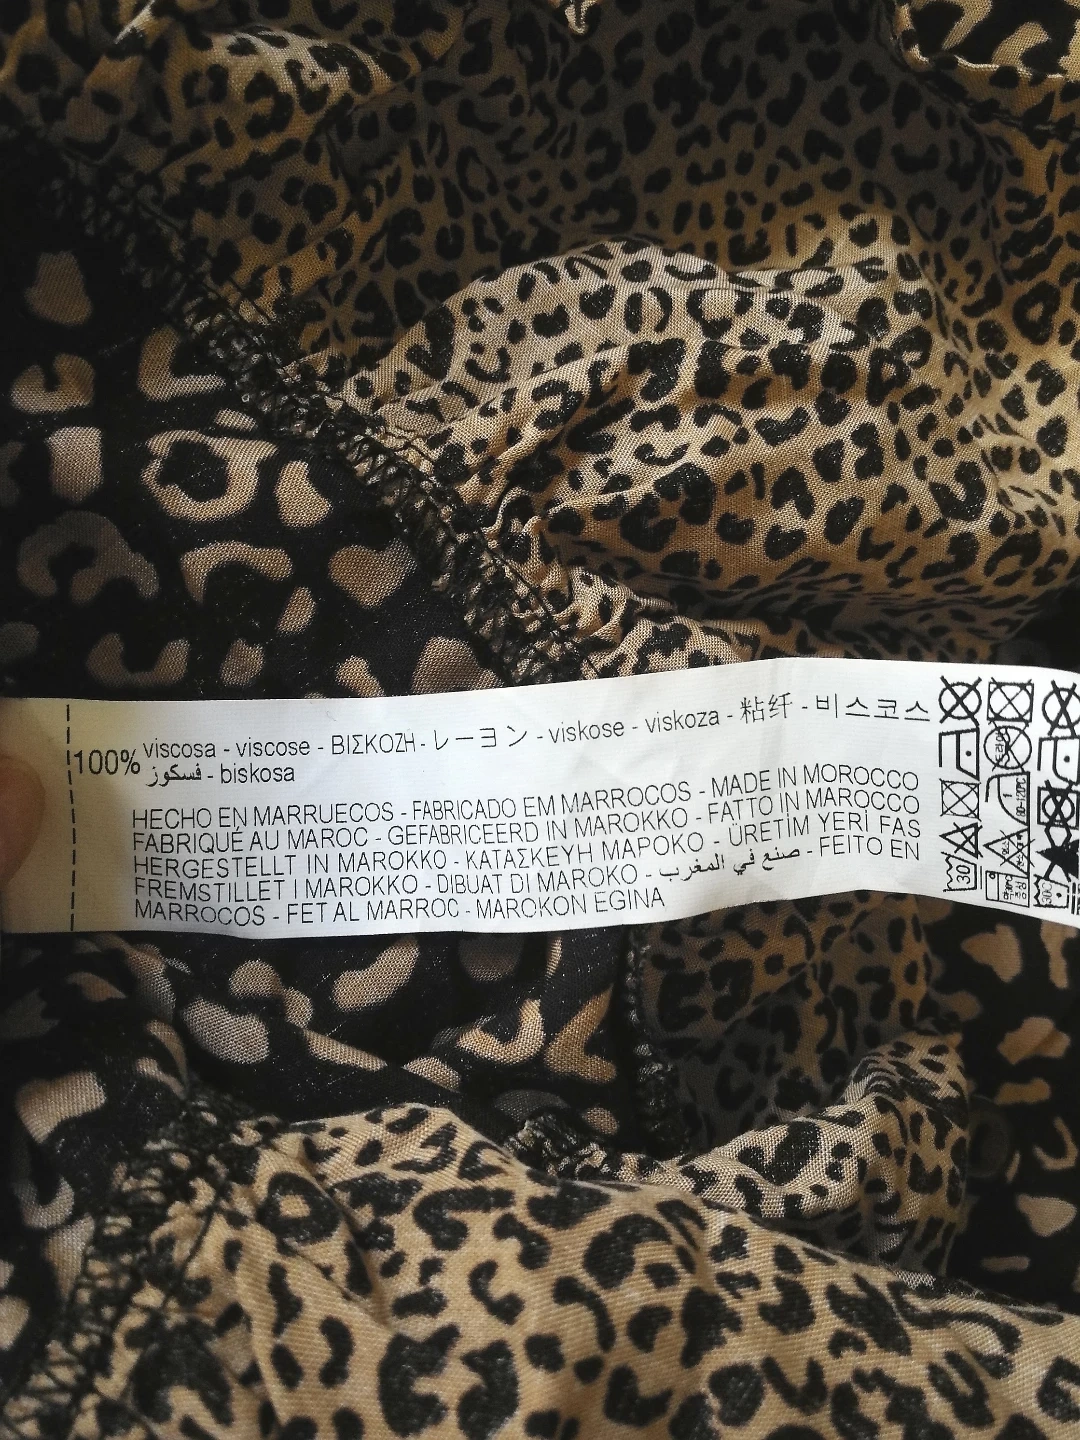 100% viscosa - viscose - ΒΙΣΚΟΖΗ - レーヨン - viskose - viskoza - 粘纤 - 비스코스
فسكوز - biskosa
HECHO EN MARRUECOS - FABRICADO EM MARROCOS - MADE IN MOROCCO
FABRIQUÉ AU MAROC - GEFABRICEERD IN MAROKKO - FATTO IN MAROCCO
HERGESTELLT IN MAROKKO - ΚΑΤΑΣΚΕΥΗ ΜΑΡΟΚΟ - ÜRETİM YERİ FAS
FREMSTILLET I MAROKKO - DIBUAT DI MAROKO - صنع في المغرب - FEITO EN
MARROCOS - FET AL MARROC - MAROKON EGINA
30